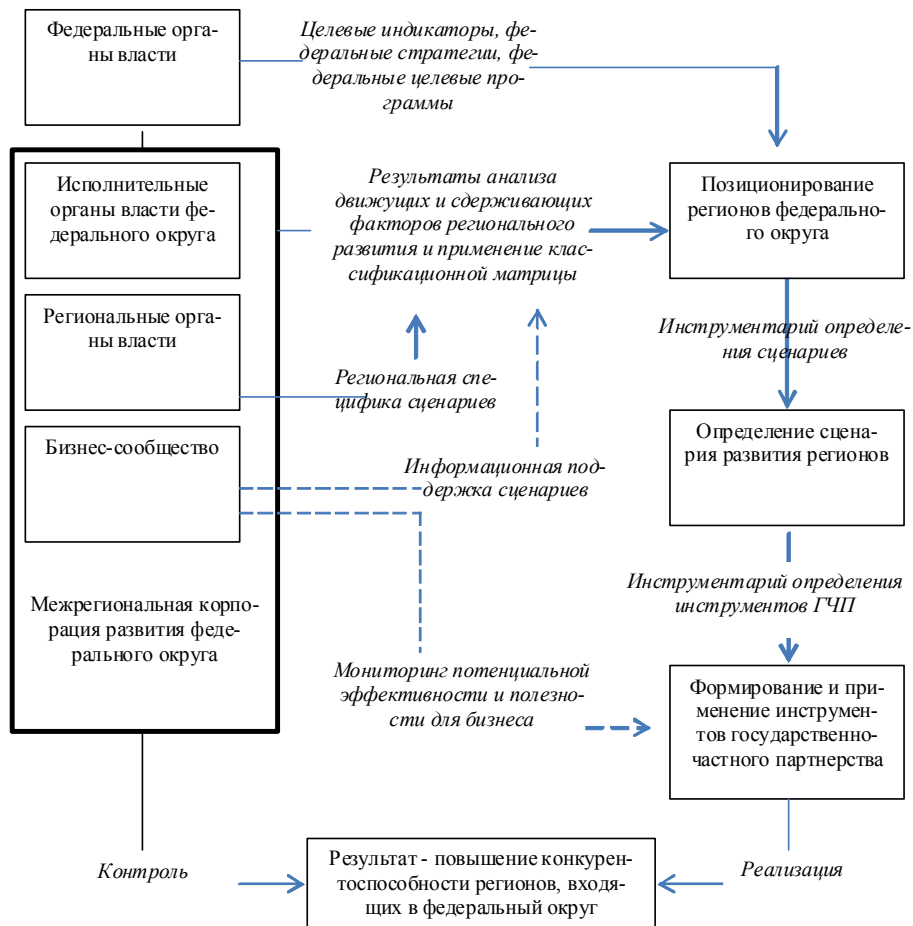 Федеральные орга-
ны власти
Целевые индикаторы, фе-
деральные стратегии, фе-
деральные целевые про-
граммы
Исполнительные
органы власти фе-
дерального округа
Результаты анализа
движущих и сдерживающих
факторов регионального
развития и применение клас-
сификационной матрицы
Позиционирование
регионов федерально-
го округа
Региональные орга-
ны власти
Инструментарий определе-
ния сценариев
Региональная спе-
цифика сценариев
Бизнес-сообщество
Информационная под-
держка сценариев
Определение сцена-
рия развития регионов
Межрегиональная корпо-
рация развития феде-
рального округа
Инструментарий определения
инструментов ГЧП
Мониторинг потенциальной
эффективности и полезно-
сти для бизнеса
Формирование и при-
менение инструмен-
тов государственно-
частного партнерства
Контроль
Результат - повышение конкурен-
тоспособности регионов, входя-
щих в федеральный округ
Реализация